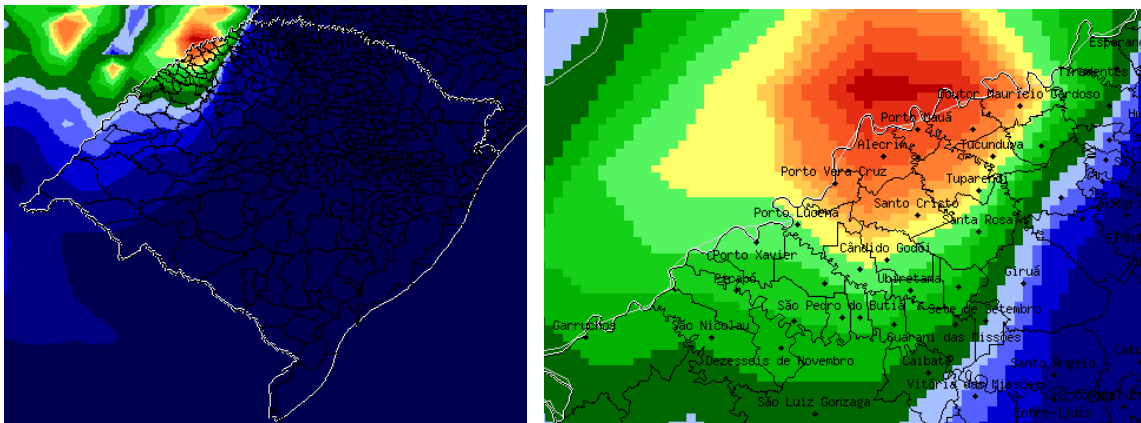 Esperan
Tiradentes
Doutor Maurício Cardoso
Porto Mauá
Alecrim
Tucunduva
Porto Vera Cruz
Tuparendi
Santo Cristo
Porto Lucena
Santa Rosa
Cândido Godói
Porto Xavier
Giruá
Pirapó
Ubiretama
São Pedro do Butiá
Sete de Setembro
Garruchos
São Nicolau
Guarani das Missões
Dezesseis de Novembro
Caibaté
Santo Ângelo
Catu
Vitória das Missões
São Luiz Gonzaga
Entre-Ijuís